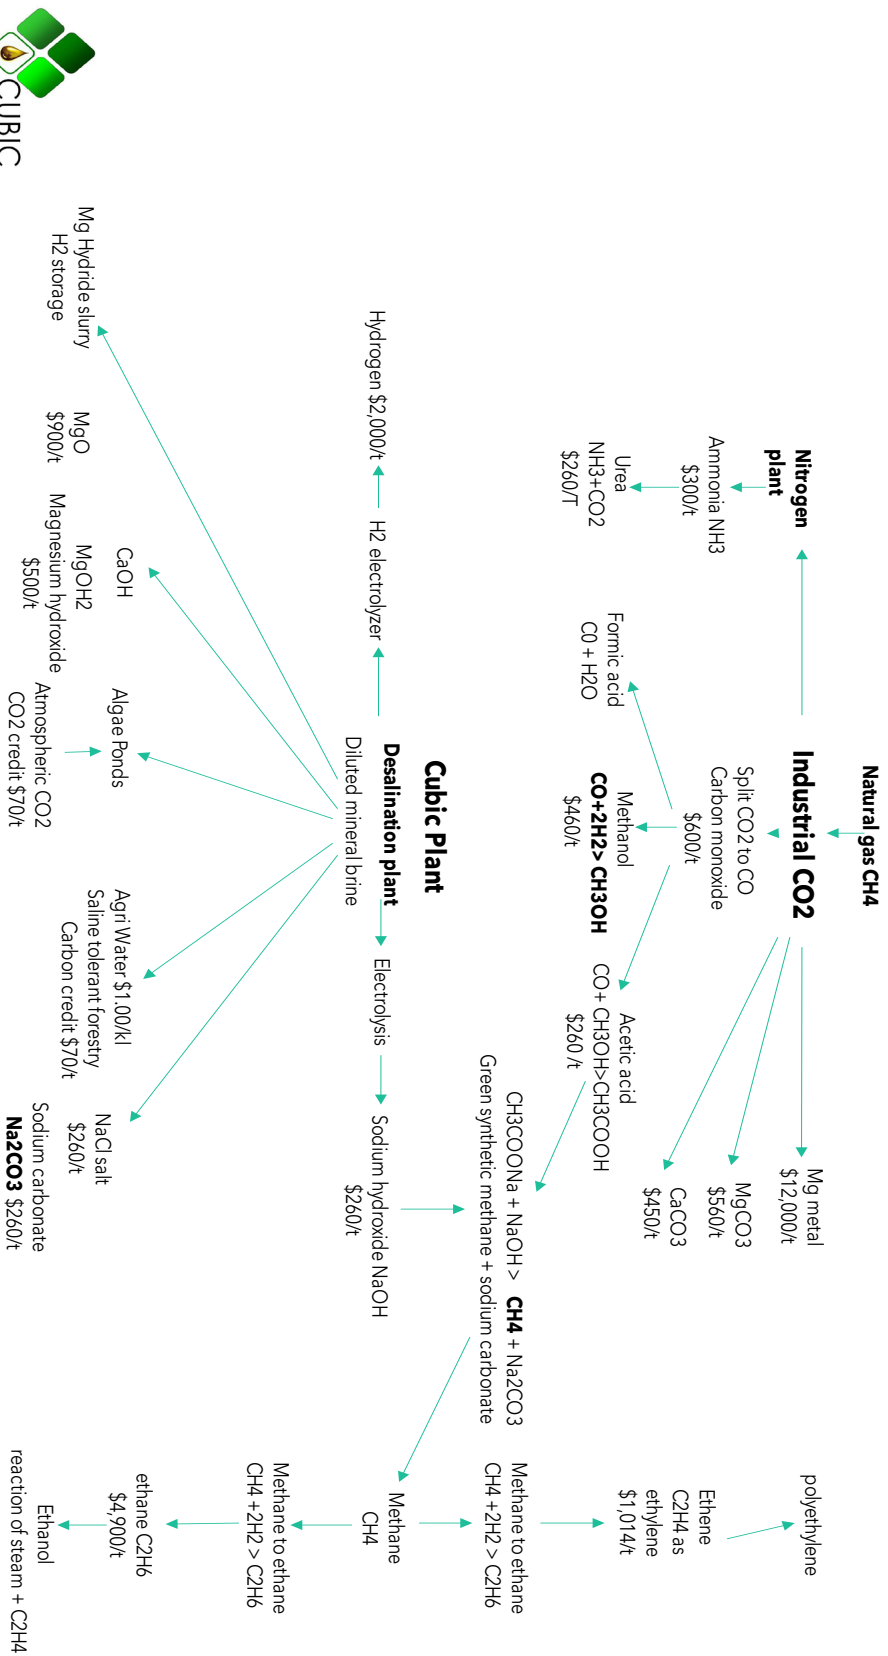 CUBIC
Natural gas CH4
Industrial CO2
Nitrogen
plant
Ammonia NH3
$300/t
Urea
NH3+CO2
$260/T
Split CO2 to CO
Carbon monoxide
$600/t
Formic acid
C0 + H2O
Methanol
CO+2H2> CH3OH
$460/t
Acetic acid
CO+ CH3OH>CH3COOH
$260 /t
Mg metal
$12,000/t
MgCO3
$560/t
CaCO3
$450/t
CH3COONa + NaOH > CH4 + Na2CO3
Green synthetic methane + sodium carbonate
polyethylene
Ethene
C2H4 as
ethylene
$1,014/t
Methane to ethane
CH4 +2H2 > C2H6
Methane
CH4
Methane to ethane
CH4 +2H2 > C2H6
ethane C2H6
$4,900/t
Ethanol
reaction of steam + C2H4
Cubic Plant
Desalination plant
Diluted mineral brine
H2 electrolyzer
Hydrogen $2,000/t
Electrolysis
Sodium hydroxide NaOH
$260/t
Mg Hydride slurry
H2 storage
MgO
$900/t
CaOH
MgOH2
Magnesium hydroxide
$500/t
Algae Ponds
Atmospheric CO2
CO2 credit $70/t
Agri Water $1.00/kl
Saline tolerant forestry
Carbon credit $70/t
NaCl salt
$260/t
Sodium carbonate
Na2CO3 $260/t